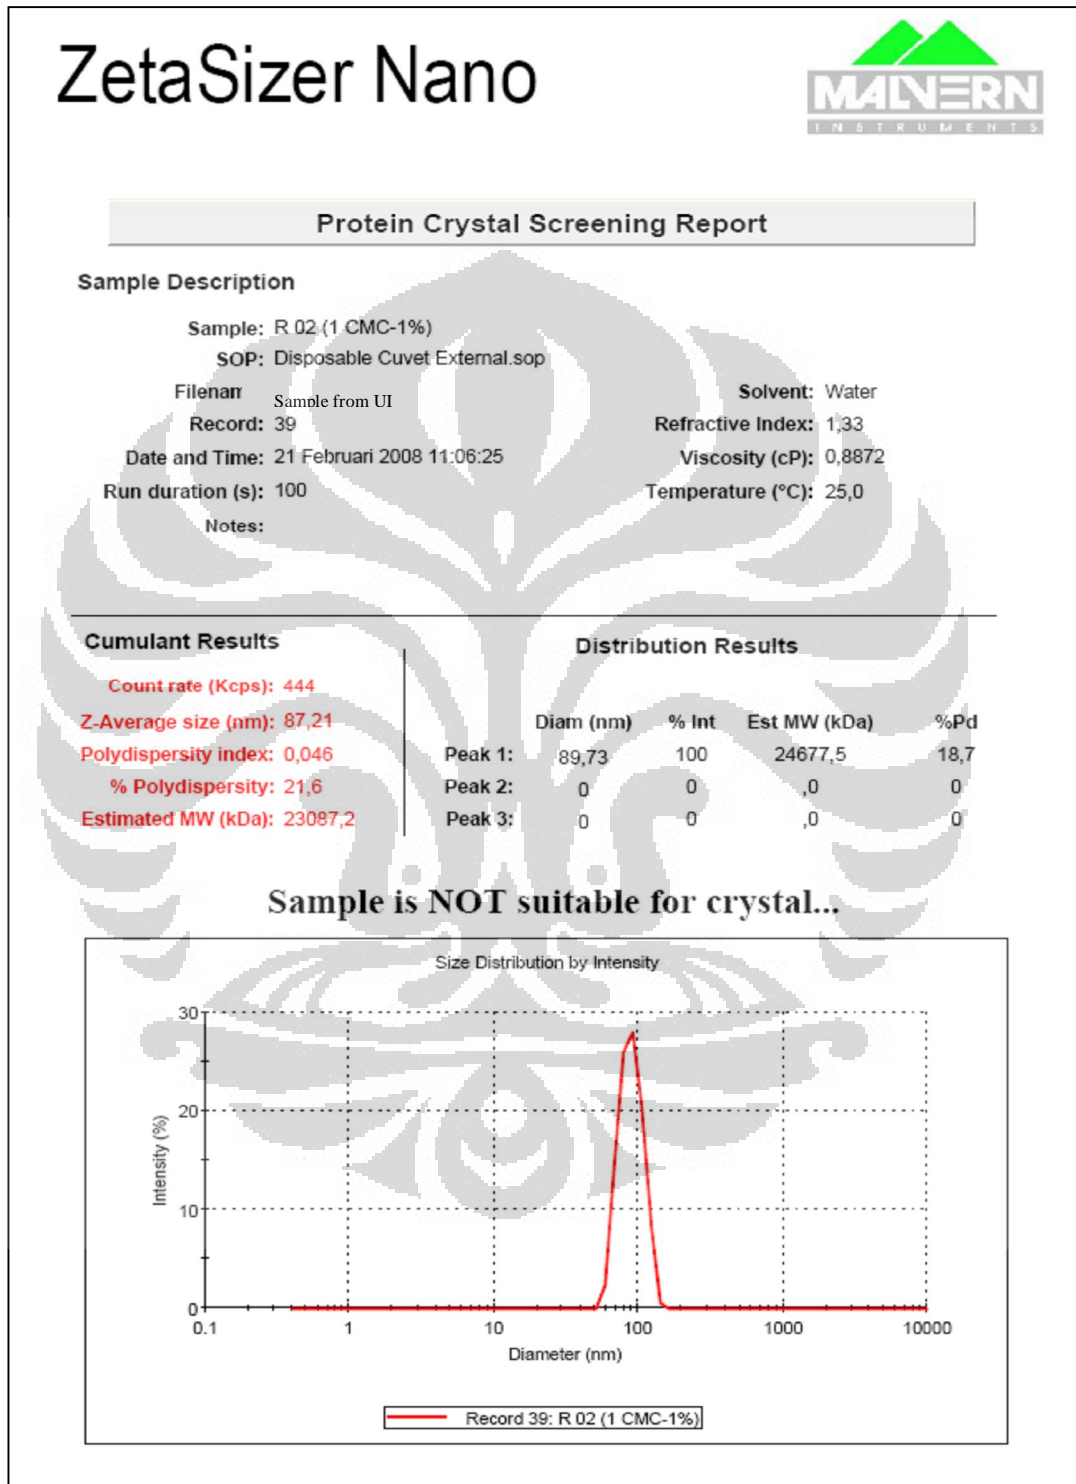 ZetaSizer Nano
MALVERN
INSTRUMENTS
Protein Crystal Screening Report
Sample Description
Sample: R 02 (1 CMC-1%)
SOP: Disposable Cuvet External.sop
Filenam Sample from UI
Record: 39
Date and Time: 21 Februari 2008 11:06:25
Run duration (s): 100
Notes:
Solvent: Water
Refractive Index: 1,33
Viscosity (cP): 0,8872
Temperature (°C): 25,0
Cumulant Results
Count rate (Kcps): 444
Z-Average size (nm): 87,21
Polydispersity index: 0,046
% Polydispersity: 21,6
Estimated MW (kDa): 23087,2
Distribution Results
Diam (nm) % Int Est MW (kDa) %Pd
Peak 1: 89,73 100 24677,5 18,7
Peak 2: 0 0 ,0 0
Peak 3: 0 0 ,0 0
Sample is NOT suitable for crystal...
Size Distribution by Intensity
Intensity (%)
30
20
10
0
0.1 1 10 100 1000 10000
Diameter (nm)
Record 39: R 02 (1 CMC-1%)